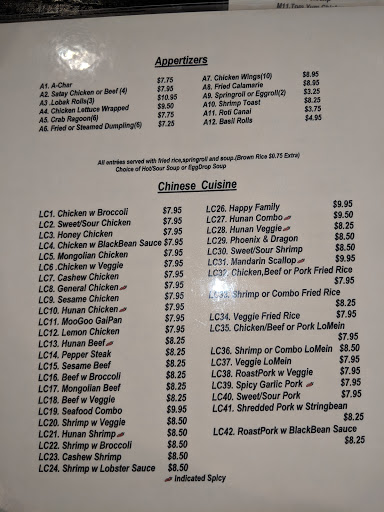 Appertizers
A1. A-Char $7.75
A2. Satay Chicken or Beef (4) $7.95
A3 .Lobak Rolls(3) $10.95
A4. Chicken Lettuce Wrapped $9.50
A5. Crab Ragoon(6) $7.75
A6. Fried or Steamed Dumpling(6) $7.25
A7. Chicken Wings(10) $8.95
A8. Fried Calamarie $8.95
A9. Springroll or Eggroll(2) $3.25
A10. Shrimp Toast $8.25
A11. Roti Canai $3.75
A12. Basil Rolls $4.95
All entrées served with fried rice,springroll and soup.(Brown Rice $0.75 Extra)
Choice of Hot/Sour Soup or EggDrop Soup
Chinese Cuisine
LC1. Chicken w Broccoli $7.95
LC2. Sweet/Sour Chicken $7.95
LC3. Honey Chicken $7.95
LC4. Chicken w BlackBean Sauce $7.95
LC5. Mongolian Chicken $7.95
LC6 .Chicken w Veggie $7.95
LC7. Cashew Chicken $7.95
LC8. General Chicken $7.95
LC9. Sesame Chicken $7.95
LC10. Hunan Chicken $7.95
LC11. MooGoo GaiPan $7.95
LC12. Lemon Chicken $7.95
LC13. Hunan Beef $8.25
LC14. Pepper Steak $8.25
LC15. Sesame Beef $8.25
LC16. Beef w Broccoli $8.25
LC17. Mongolian Beef $8.25
LC18. Beef w Veggie $8.25
LC19. Seafood Combo $9.95
LC20. Shrimp w Veggie $8.50
LC21. Hunan Shrimp $8.50
LC22. Shrimp w Broccoli $8.50
LC23. Cashew Shrimp $8.50
LC24. Shrimp w Lobster Sauce $8.50
LC26. Happy Family $9.95
LC27. Hunan Combo $9.50
LC28. Hunan Veggie $8.25
LC29. Phoenix & Dragon $8.50
LC30. Sweet/Sour Shrimp $8.50
LC31. Mandarin Scallop $9.95
LC32. Chicken,Beef or Pork Fried Rice
$7.95
LC33. Shrimp or Combo Fried Rice
$8.25
LC34. Veggie Fried Rice $7.95
LC35. Chicken/Beef or Pork LoMein
$7.95
LC36. Shrimp or Combo LoMein $8.50
LC37. Veggie LoMein $7.95
LC38. RoastPork w Veggie $7.95
LC39. Spicy Garlic Pork $7.95
LC40. Sweet/Sour Pork $7.95
LC41. Shredded Pork w Stringbean
$8.25
LC42. RoastPork w BlackBean Sauce
$8.25
Indicated Spicy